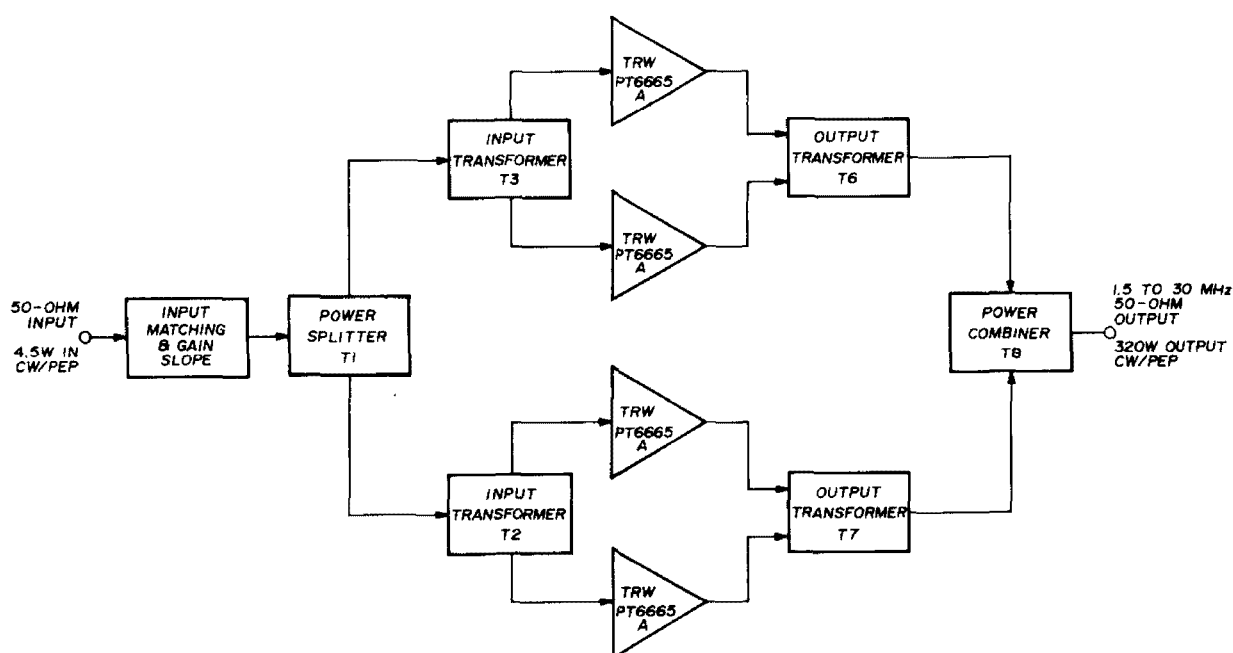 50-OHM
INPUT
4.5W IN
CW/PEP
INPUT
MATCHING
& GAIN
SLOPE
POWER
SPLITTER
T1
INPUT
TRANSFORMER
T3
TRW
PT6665
A
TRW
PT6665
A
OUTPUT
TRANSFORMER
T6
INPUT
TRANSFORMER
T2
TRW
PT6665
A
TRW
PT6665
A
OUTPUT
TRANSFORMER
T7
POWER
COMBINER
T8
1.5 TO 30 MHz
50-OHM
OUTPUT
320W OUTPUT
CW/PEP